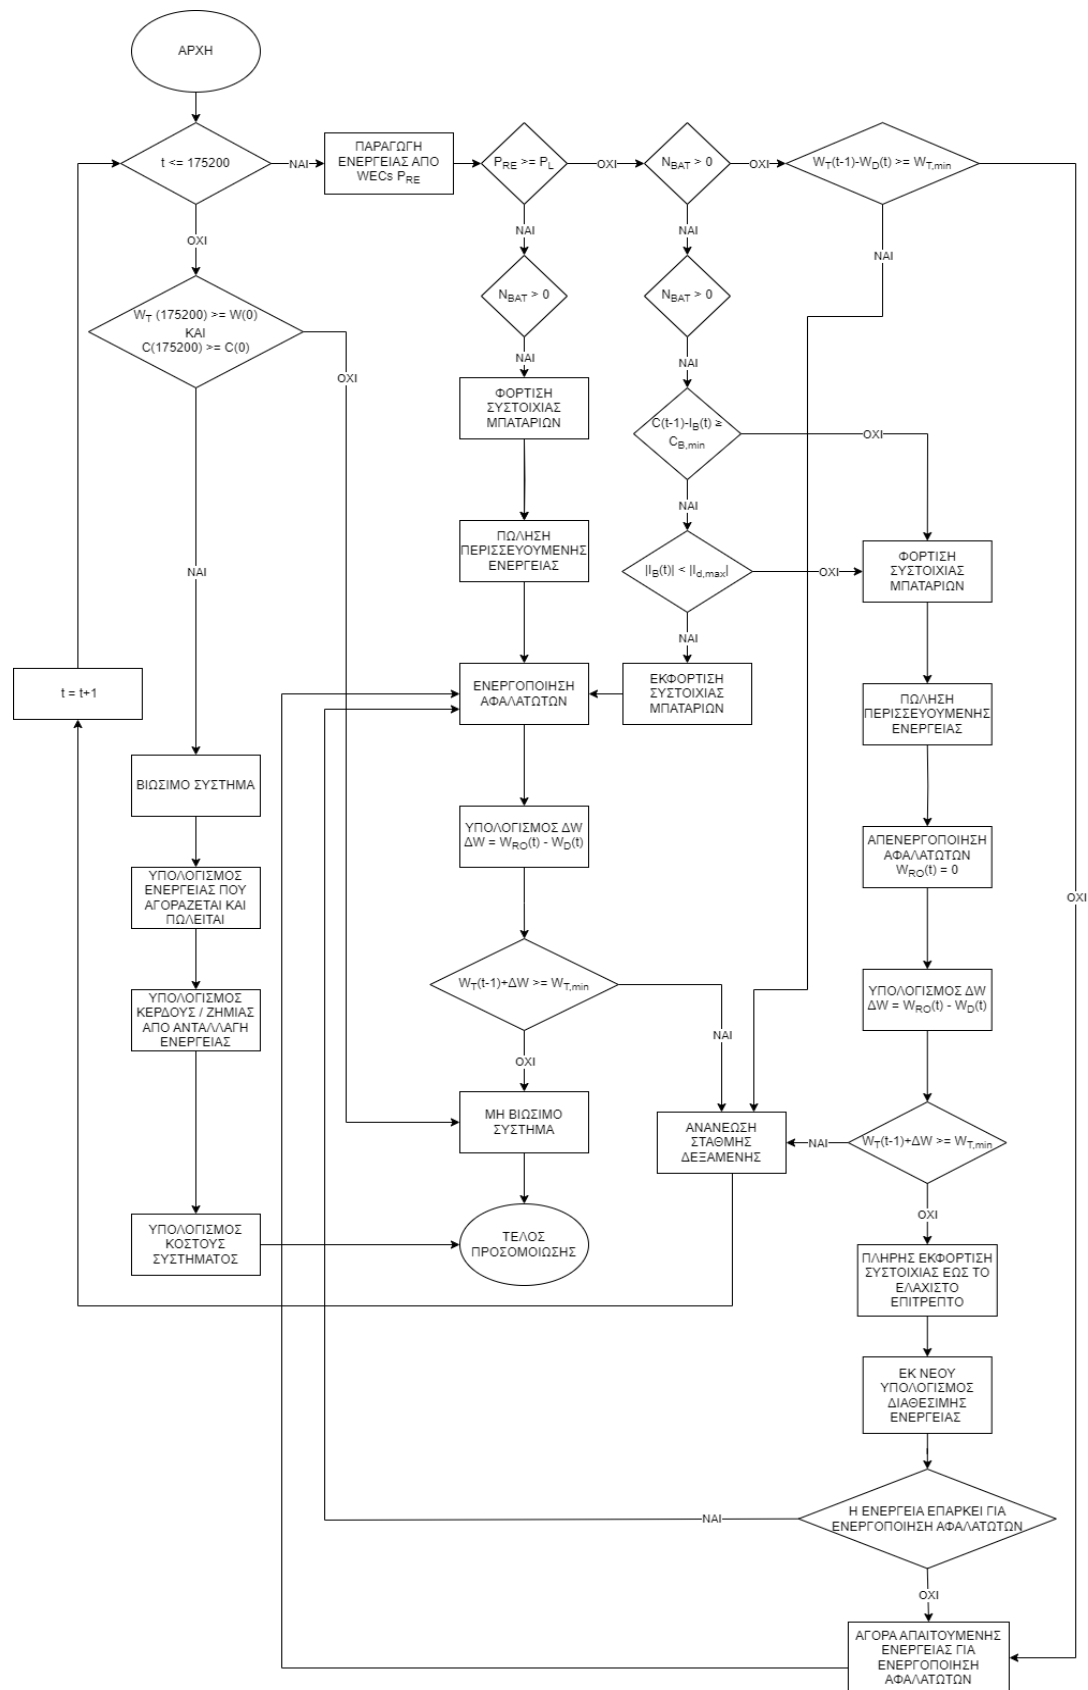 ΑΡΧΗ
t <= 175200
ΝΑΙ
ΠΑΡΑΓΩΓΗ
ΕΝΕΡΓΕΙΑΣ ΑΠΟ
WECs P_RE
P_RE >= P_L
ΟΧΙ
N_BAT > 0
ΟΧΙ
W_T(t-1)-W_D(t) >= W_T,min
ΟΧΙ
ΝΑΙ
ΝΑΙ
ΝΑΙ
W_T (175200) >= W(0)
ΚΑΙ
C(175200) >= C(0)
N_BAT > 0
N_BAT > 0
ΟΧΙ
ΝΑΙ
ΝΑΙ
ΦΟΡΤΙΣΗ
ΣΥΣΤΟΙΧΙΑΣ
ΜΠΑΤΑΡΙΩΝ
C(t-1)-I_B(t) ≥
C_B,min
ΟΧΙ
ΝΑΙ
ΠΩΛΗΣΗ
ΠΕΡΙΣΣΕΥΟΥΜΕΝΗΣ
ΕΝΕΡΓΕΙΑΣ
|I_B(t)| < |I_d,max|
ΟΧΙ
ΦΟΡΤΙΣΗ
ΣΥΣΤΟΙΧΙΑΣ
ΜΠΑΤΑΡΙΩΝ
ΝΑΙ
ΝΑΙ
t = t+1
ΕΝΕΡΓΟΠΟΙΗΣΗ
ΑΦΑΛΑΤΩΤΩΝ
ΕΚΦΟΡΤΙΣΗ
ΣΥΣΤΟΙΧΙΑΣ
ΜΠΑΤΑΡΙΩΝ
ΠΩΛΗΣΗ
ΠΕΡΙΣΣΕΥΟΥΜΕΝΗΣ
ΕΝΕΡΓΕΙΑΣ
ΒΙΩΣΙΜΟ ΣΥΣΤΗΜΑ
ΥΠΟΛΟΓΙΣΜΟΣ ΔW
ΔW = W_RO(t) - W_D(t)
ΑΠΕΝΕΡΓΟΠΟΙΗΣΗ
ΑΦΑΛΑΤΩΤΩΝ
W_RO(t) = 0
ΥΠΟΛΟΓΙΣΜΟΣ
ΕΝΕΡΓΕΙΑΣ ΠΟΥ
ΑΓΟΡΑΖΕΤΑΙ ΚΑΙ
ΠΩΛΕΙΤΑΙ
ΟΧΙ
W_T(t-1)+ΔW >= W_T,min
ΥΠΟΛΟΓΙΣΜΟΣ ΔW
ΔW = W_RO(t) - W_D(t)
ΥΠΟΛΟΓΙΣΜΟΣ
ΚΕΡΔΟΥΣ / ΖΗΜΙΑΣ
ΑΠΟ ΑΝΤΑΛΛΑΓΗ
ΕΝΕΡΓΕΙΑΣ
ΝΑΙ
ΟΧΙ
ΜΗ ΒΙΩΣΙΜΟ
ΣΥΣΤΗΜΑ
ΑΝΑΝΕΩΣΗ
ΣΤΑΘΜΗΣ
ΔΕΞΑΜΕΝΗΣ
ΝΑΙ
W_T(t-1)+ΔW >= W_T,min
ΟΧΙ
ΥΠΟΛΟΓΙΣΜΟΣ
ΚΟΣΤΟΥΣ
ΣΥΣΤΗΜΑΤΟΣ
ΤΕΛΟΣ
ΠΡΟΣΟΜΟΙΩΣΗΣ
ΠΛΗΡΗΣ ΕΚΦΟΡΤΙΣΗ
ΣΥΣΤΟΙΧΙΑΣ ΕΩΣ ΤΟ
ΕΛΑΧΙΣΤΟ
ΕΠΙΤΡΕΠΤΟ
ΕΚ ΝΕΟΥ
ΥΠΟΛΟΓΙΣΜΟΣ
ΔΙΑΘΕΣΙΜΗΣ
ΕΝΕΡΓΕΙΑΣ
ΝΑΙ
Η ΕΝΕΡΓΕΙΑ ΕΠΑΡΚΕΙ ΓΙΑ
ΕΝΕΡΓΟΠΟΙΗΣΗ ΑΦΑΛΑΤΩΤΩΝ
ΟΧΙ
ΑΓΟΡΑ ΑΠΑΙΤΟΥΜΕΝΗΣ
ΕΝΕΡΓΕΙΑΣ ΓΙΑ
ΕΝΕΡΓΟΠΟΙΗΣΗ
ΑΦΑΛΑΤΩΤΩΝ